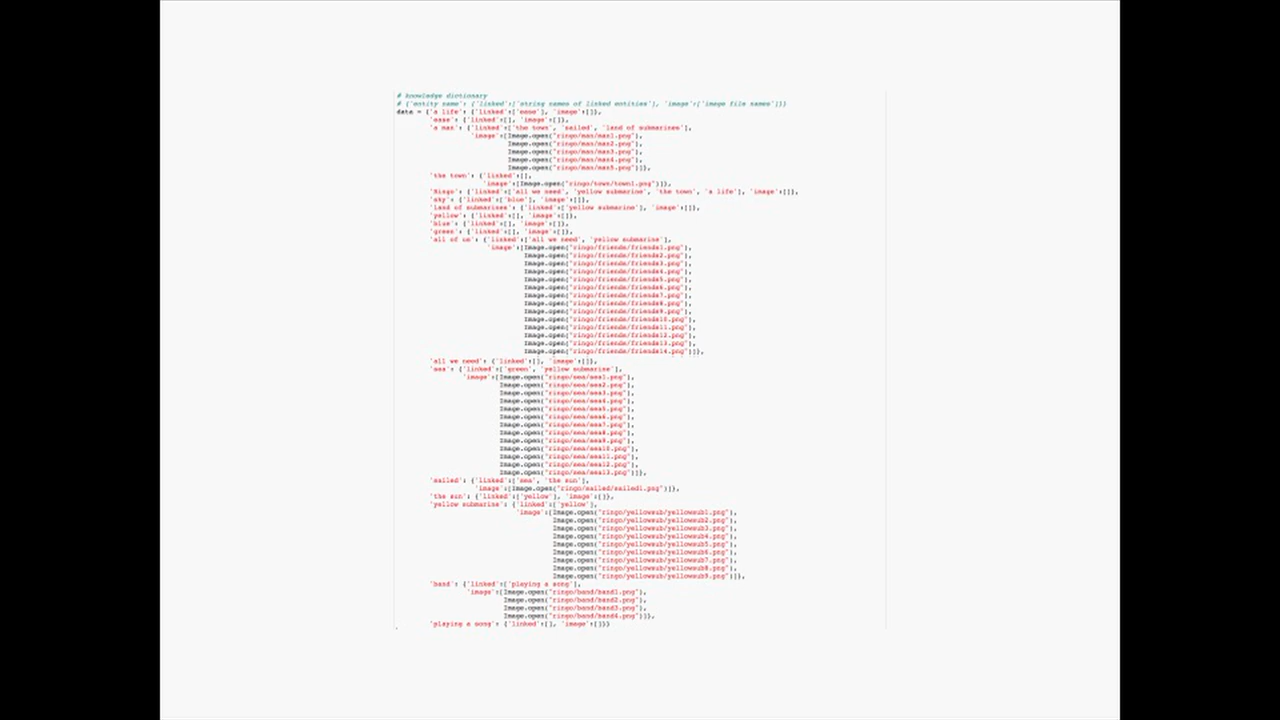 # knowledge dictionary
# {'entity name': {'linked':['string names of linked entities'], 'image':['image file names']}}
data = {'a life': {'linked':['ease'], 'image':[]},
'ease': {'linked':[], 'image':[]},
'a man': {'linked':['the town', 'sailed', 'land of submarines'],
'image':[Image.open("ringo/man/man1.png"),
Image.open("ringo/man/man2.png"),
Image.open("ringo/man/man3.png"),
Image.open("ringo/man/man4.png"),
Image.open("ringo/man/man5.png")]},
'the town': {'linked':[],
'image':[Image.open("ringo/town/town1.png")]},
'Ringo': {'linked':['all we need', 'yellow submarine', 'the town', 'a life'], 'image':[]},
'sky': {'linked':['blue'], 'image':[]},
'land of submarines': {'linked':['yellow submarine'], 'image':[]},
'yellow': {'linked':[], 'image':[]},
'blue': {'linked':[], 'image':[]},
'green': {'linked':[], 'image':[]},
'all of us': {'linked':['all we need', 'yellow submarine'],
'image':[Image.open("ringo/friends/friends1.png"),
Image.open("ringo/friends/friends2.png"),
Image.open("ringo/friends/friends3.png"),
Image.open("ringo/friends/friends4.png"),
Image.open("ringo/friends/friends5.png"),
Image.open("ringo/friends/friends6.png"),
Image.open("ringo/friends/friends7.png"),
Image.open("ringo/friends/friends8.png"),
Image.open("ringo/friends/friends9.png"),
Image.open("ringo/friends/friends10.png"),
Image.open("ringo/friends/friends11.png"),
Image.open("ringo/friends/friends12.png"),
Image.open("ringo/friends/friends13.png"),
Image.open("ringo/friends/friends14.png")]},
'all we need': {'linked':[], 'image':[]},
'sea': {'linked':['green', 'yellow submarine'],
'image':[Image.open("ringo/sea/sea1.png"),
Image.open("ringo/sea/sea2.png"),
Image.open("ringo/sea/sea3.png"),
Image.open("ringo/sea/sea4.png"),
Image.open("ringo/sea/sea5.png"),
Image.open("ringo/sea/sea6.png"),
Image.open("ringo/sea/sea7.png"),
Image.open("ringo/sea/sea8.png"),
Image.open("ringo/sea/sea9.png"),
Image.open("ringo/sea/sea10.png"),
Image.open("ringo/sea/sea11.png"),
Image.open("ringo/sea/sea12.png"),
Image.open("ringo/sea/sea13.png")]},
'sailed': {'linked':['sea', 'the sun'],
'image':[Image.open("ringo/sailed/sailed1.png")]},
'the sun': {'linked':['yellow'], 'image':[]},
'yellow submarine': {'linked':['yellow'],
'image':[Image.open("ringo/yellowsub/yellowsub1.png"),
Image.open("ringo/yellowsub/yellowsub2.png"),
Image.open("ringo/yellowsub/yellowsub3.png"),
Image.open("ringo/yellowsub/yellowsub4.png"),
Image.open("ringo/yellowsub/yellowsub5.png"),
Image.open("ringo/yellowsub/yellowsub6.png"),
Image.open("ringo/yellowsub/yellowsub7.png"),
Image.open("ringo/yellowsub/yellowsub8.png"),
Image.open("ringo/yellowsub/yellowsub9.png")]},
'band': {'linked':['playing a song'],
'image':[Image.open("ringo/band/band1.png"),
Image.open("ringo/band/band2.png"),
Image.open("ringo/band/band3.png"),
Image.open("ringo/band/band4.png")]},
'playing a song': {'linked':[], 'image':[]}}